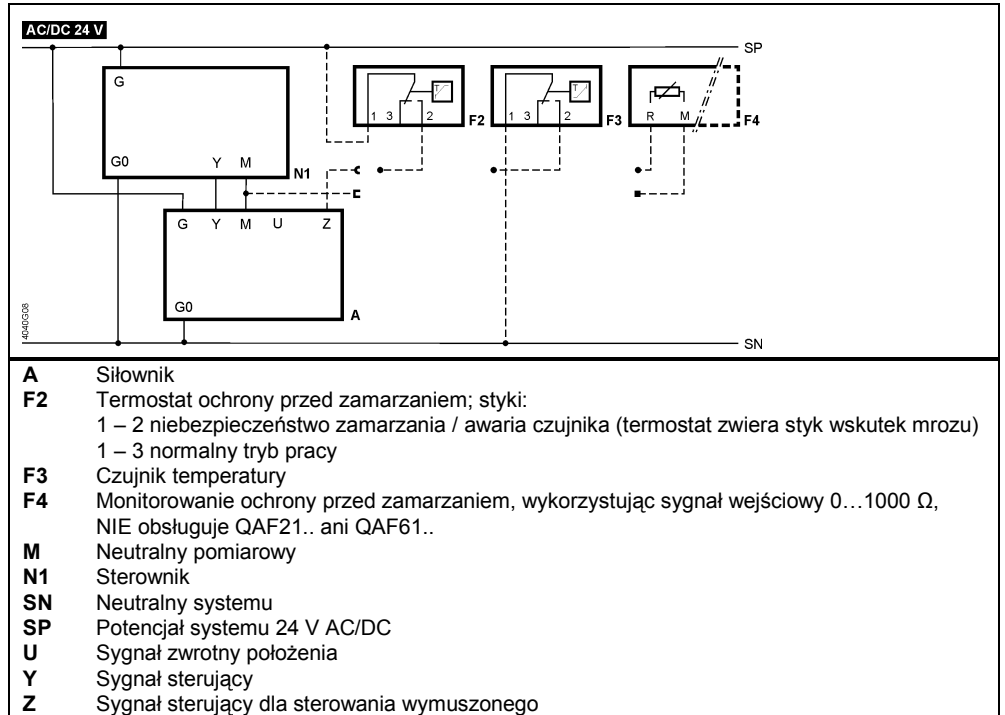 AC/DC 24 V
SP
G
T
T
1 3 2 F2
1 3 2 F3
R M F4
G0 Y M
N1
G Y M U Z
G0
A
4040G08
SN
A Siłownik
F2 Termostat ochrony przed zamarzaniem; styki:
1 – 2 niebezpieczeństwo zamarzania / awaria czujnika (termostat zwiera styk wskutek mrozu)
1 – 3 normalny tryb pracy
F3 Czujnik temperatury
F4 Monitorowanie ochrony przed zamarzaniem, wykorzystując sygnał wejściowy 0…1000 Ω,
NIE obsługuje QAF21.. ani QAF61..
M Neutralny pomiarowy
N1 Sterownik
SN Neutralny systemu
SP Potencjał systemu 24 V AC/DC
U Sygnał zwrotny położenia
Y Sygnał sterujący
Z Sygnał sterujący dla sterowania wymuszonego